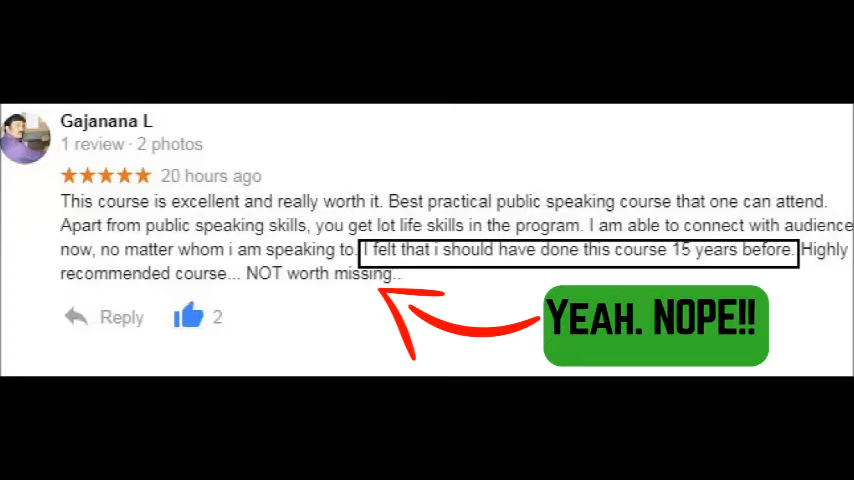 Gajanana L
1 review · 2 photos
20 hours ago
This course is excellent and really worth it. Best practical public speaking course that one can attend.
Apart from public speaking skills, you get lot life skills in the program. I am able to connect with audience
now, no matter whom i am speaking to. I felt that i should have done this course 15 years before. Highly
recommended course... NOT worth missing..
Reply 2
YEAH. NOPE!!